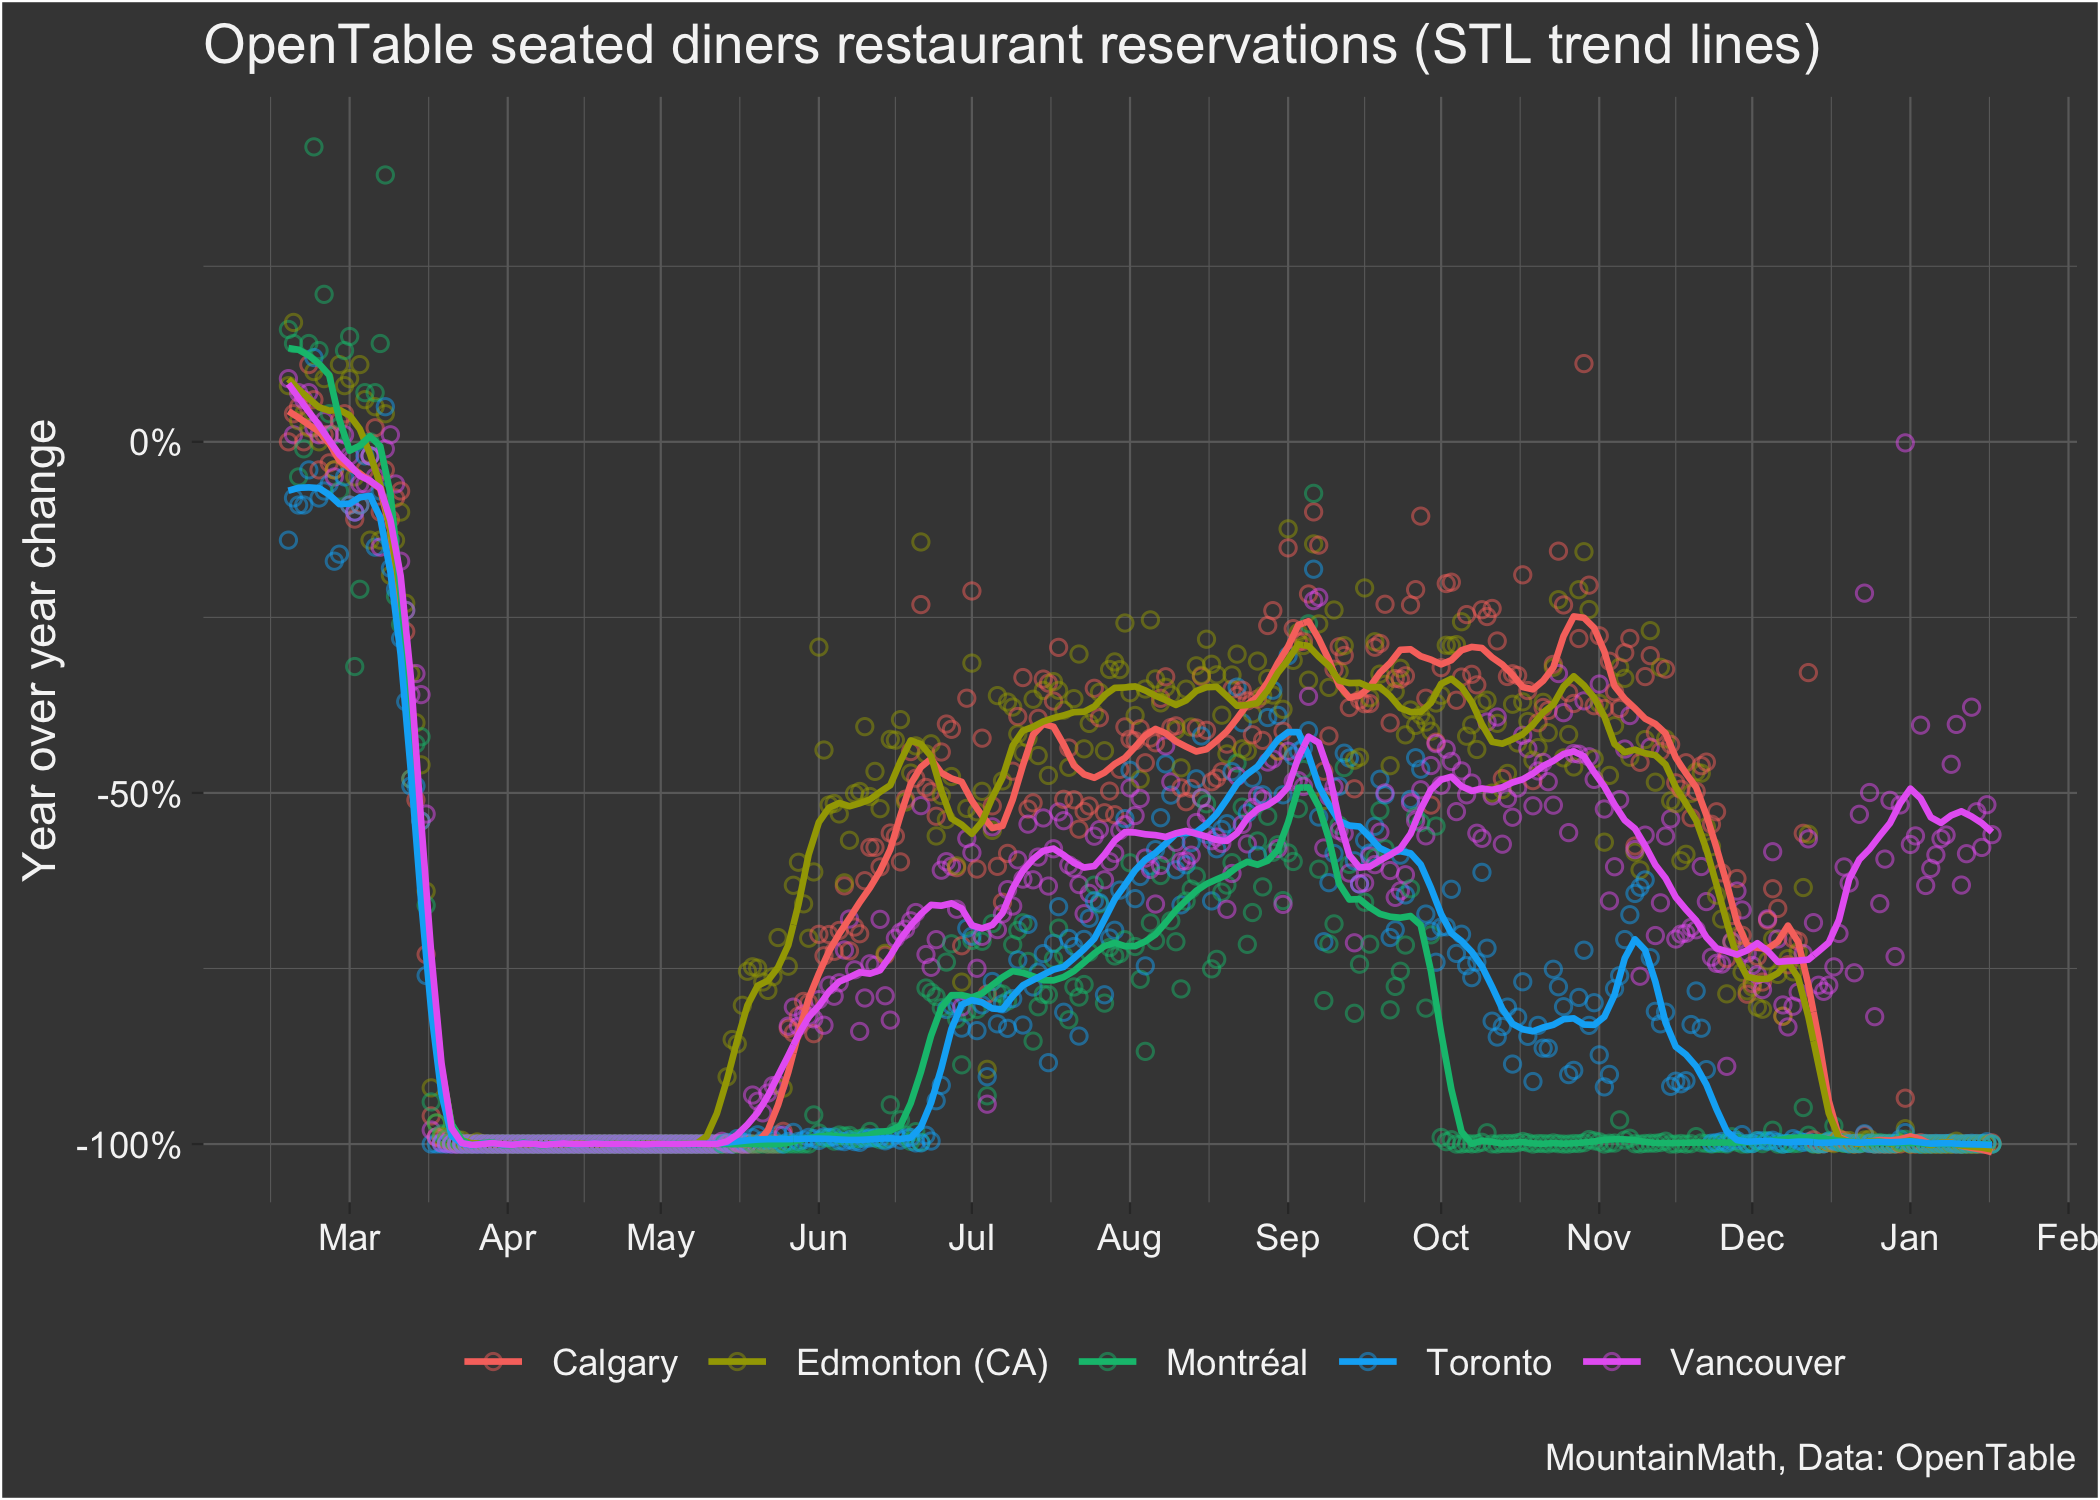 OpenTable seated diners restaurant reservations (STL trend lines)
Year over year change
0%
-50%
-100%
Mar Apr May Jun Jul Aug Sep Oct Nov Dec Jan Feb
Calgary Edmonton (CA) Montréal Toronto Vancouver
MountainMath, Data: OpenTable